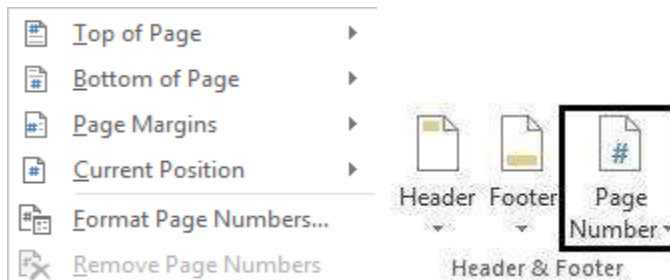 Top of Page
Bottom of Page
Page Margins
Current Position
Format Page Numbers...
Remove Page Numbers
Header Footer Page Number
Header & Footer